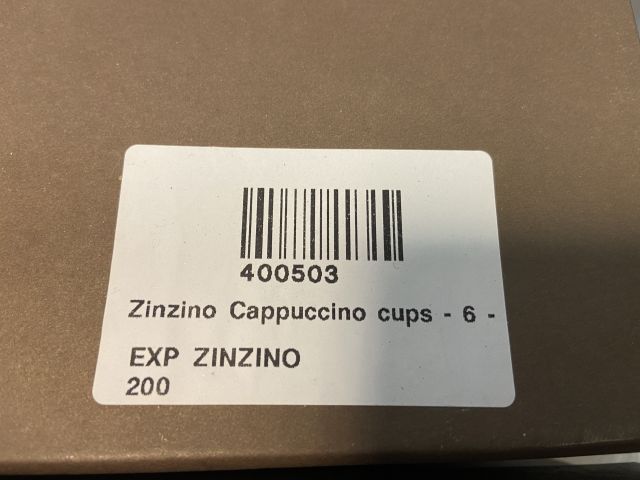 400503
Zinzino Cappuccino cups - 6 -
EXP ZINZINO
200